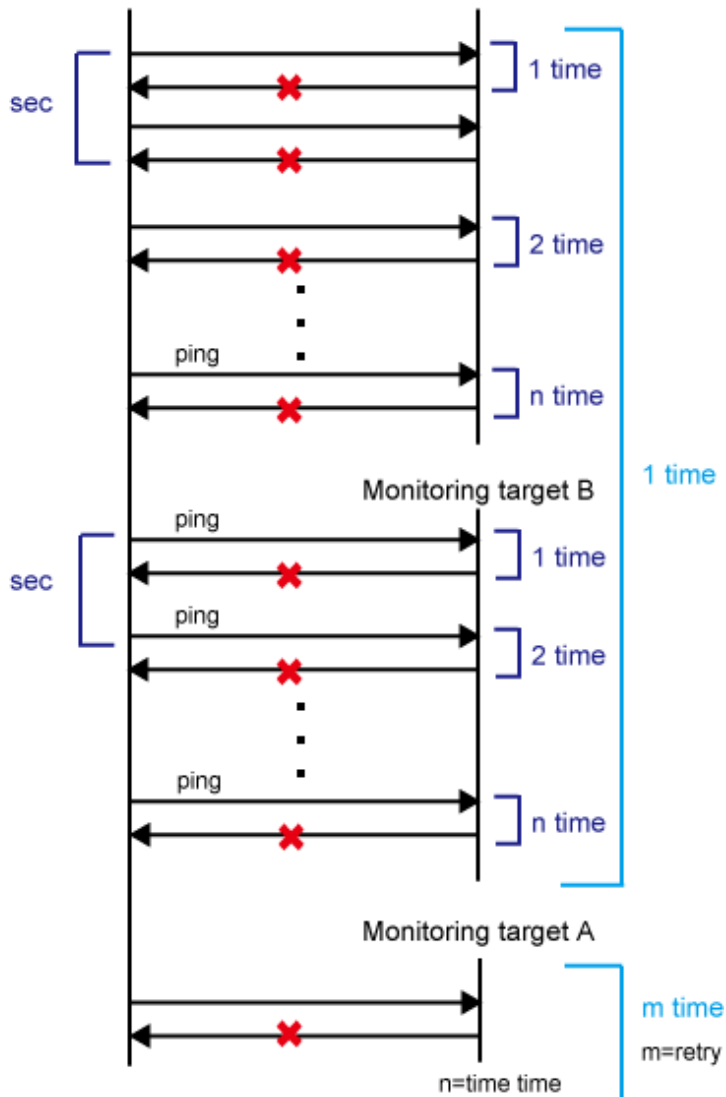 1 time
sec
2 time
ping
n time
1 time
Monitoring target B
ping
1 time
sec
ping
2 time
ping
n time
Monitoring target A
m time
m=retry
n=time time